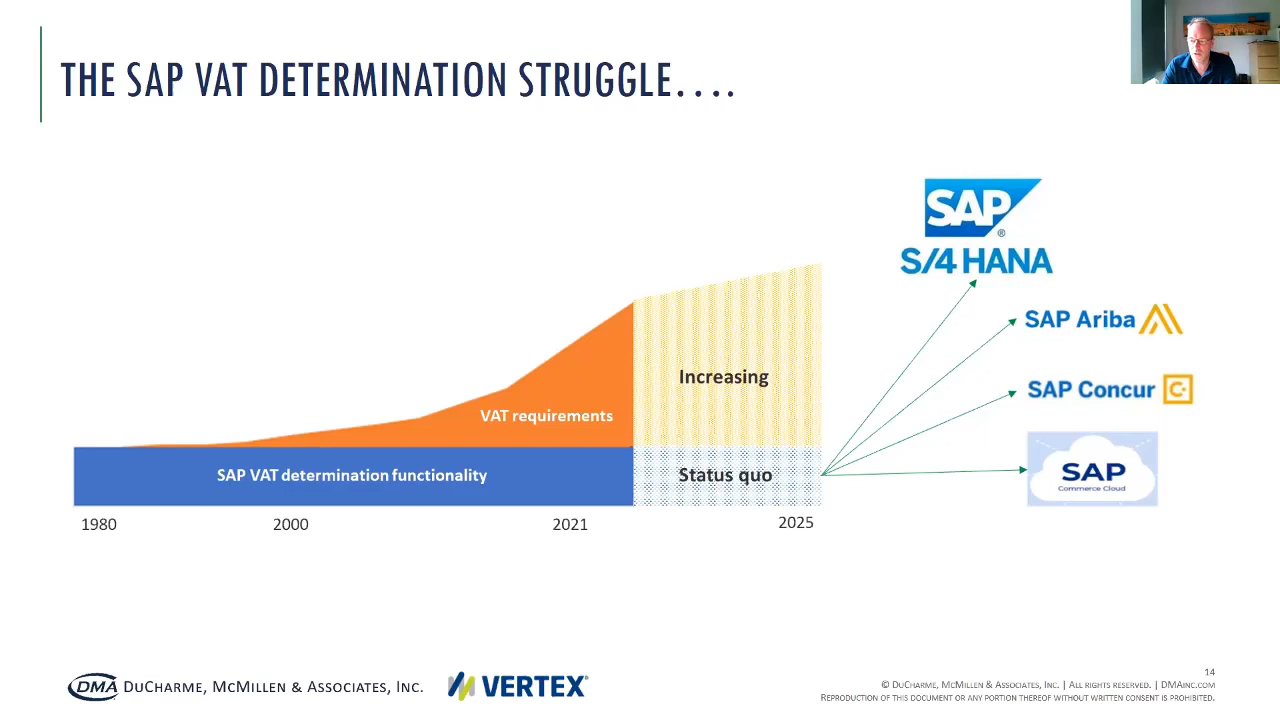 THE SAP VAT DETERMINATION STRUGGLE....
SAP
®
S/4 HANA
SAP Ariba
SAP Concur C
Increasing
VAT requirements
SAP VAT determination functionality
Status quo
SAP
Commerce Cloud
1980
2000
2021
2025
DMA DUCHARME, MCMILLEN & ASSOCIATES, INC.
VERTEX®
14
© DUCHARME, MCMILLEN & ASSOCIATES, INC. | ALL RIGHTS RESERVED. | DMAINC.COM
REPRODUCTION OF THIS DOCUMENT OR ANY PORTION THEREOF WITHOUT WRITTEN CONSENT IS PROHIBITED.